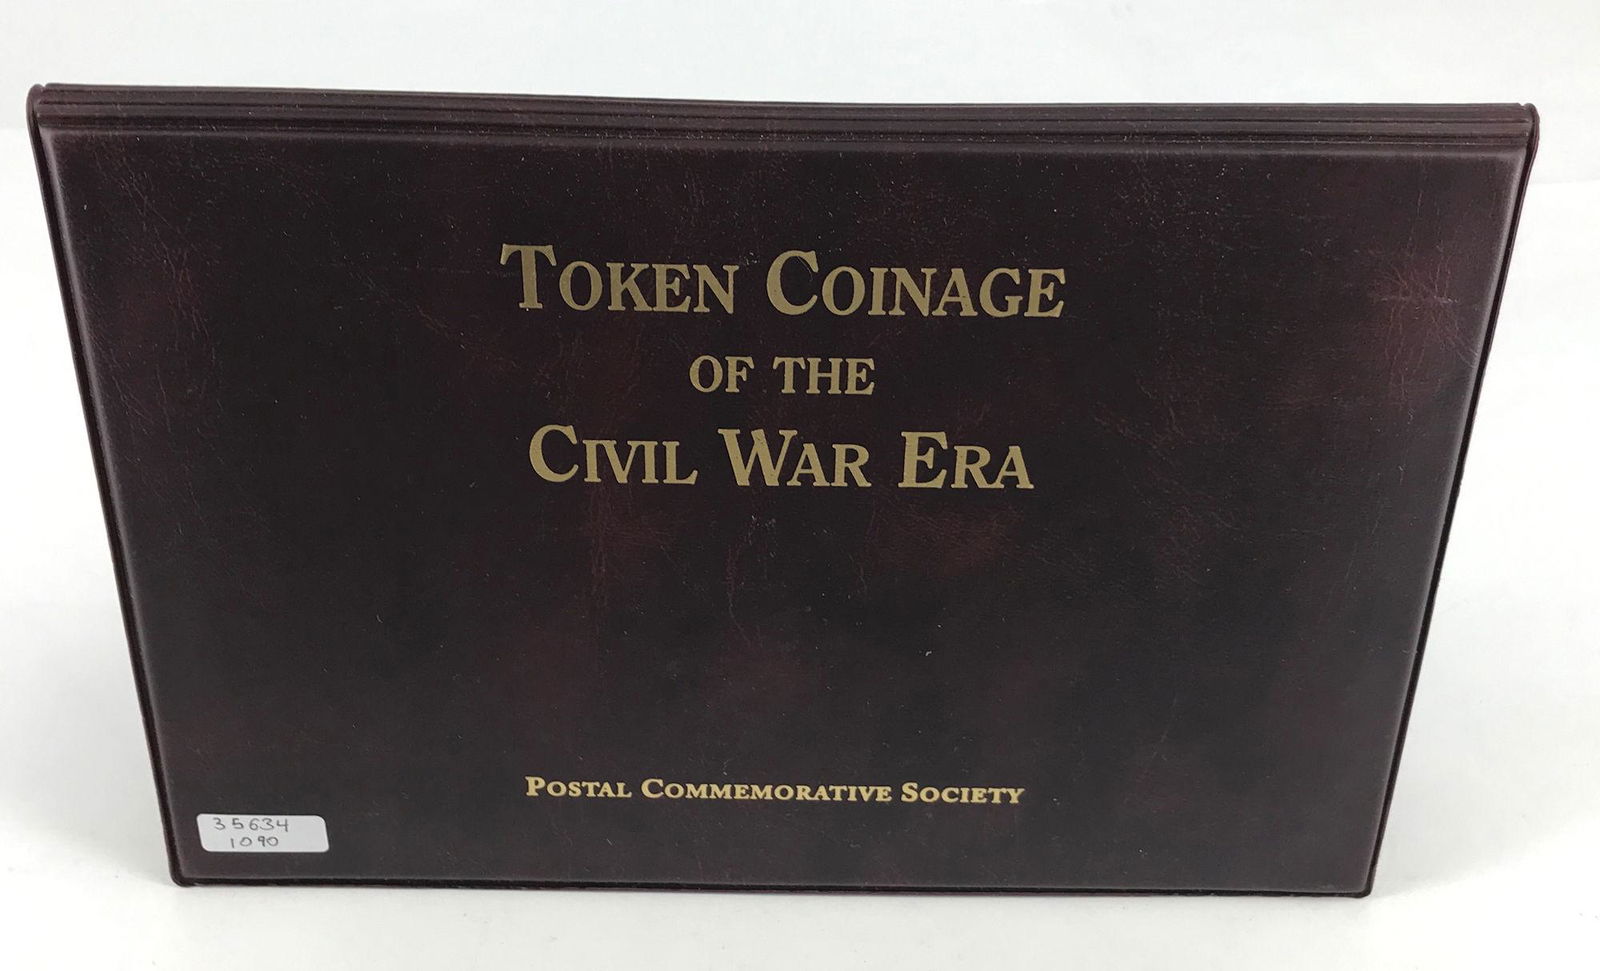 TOKEN COINAGE
OF THE
CIVIL WAR ERA
POSTAL COMMEMORATIVE SOCIETY
35634
1090